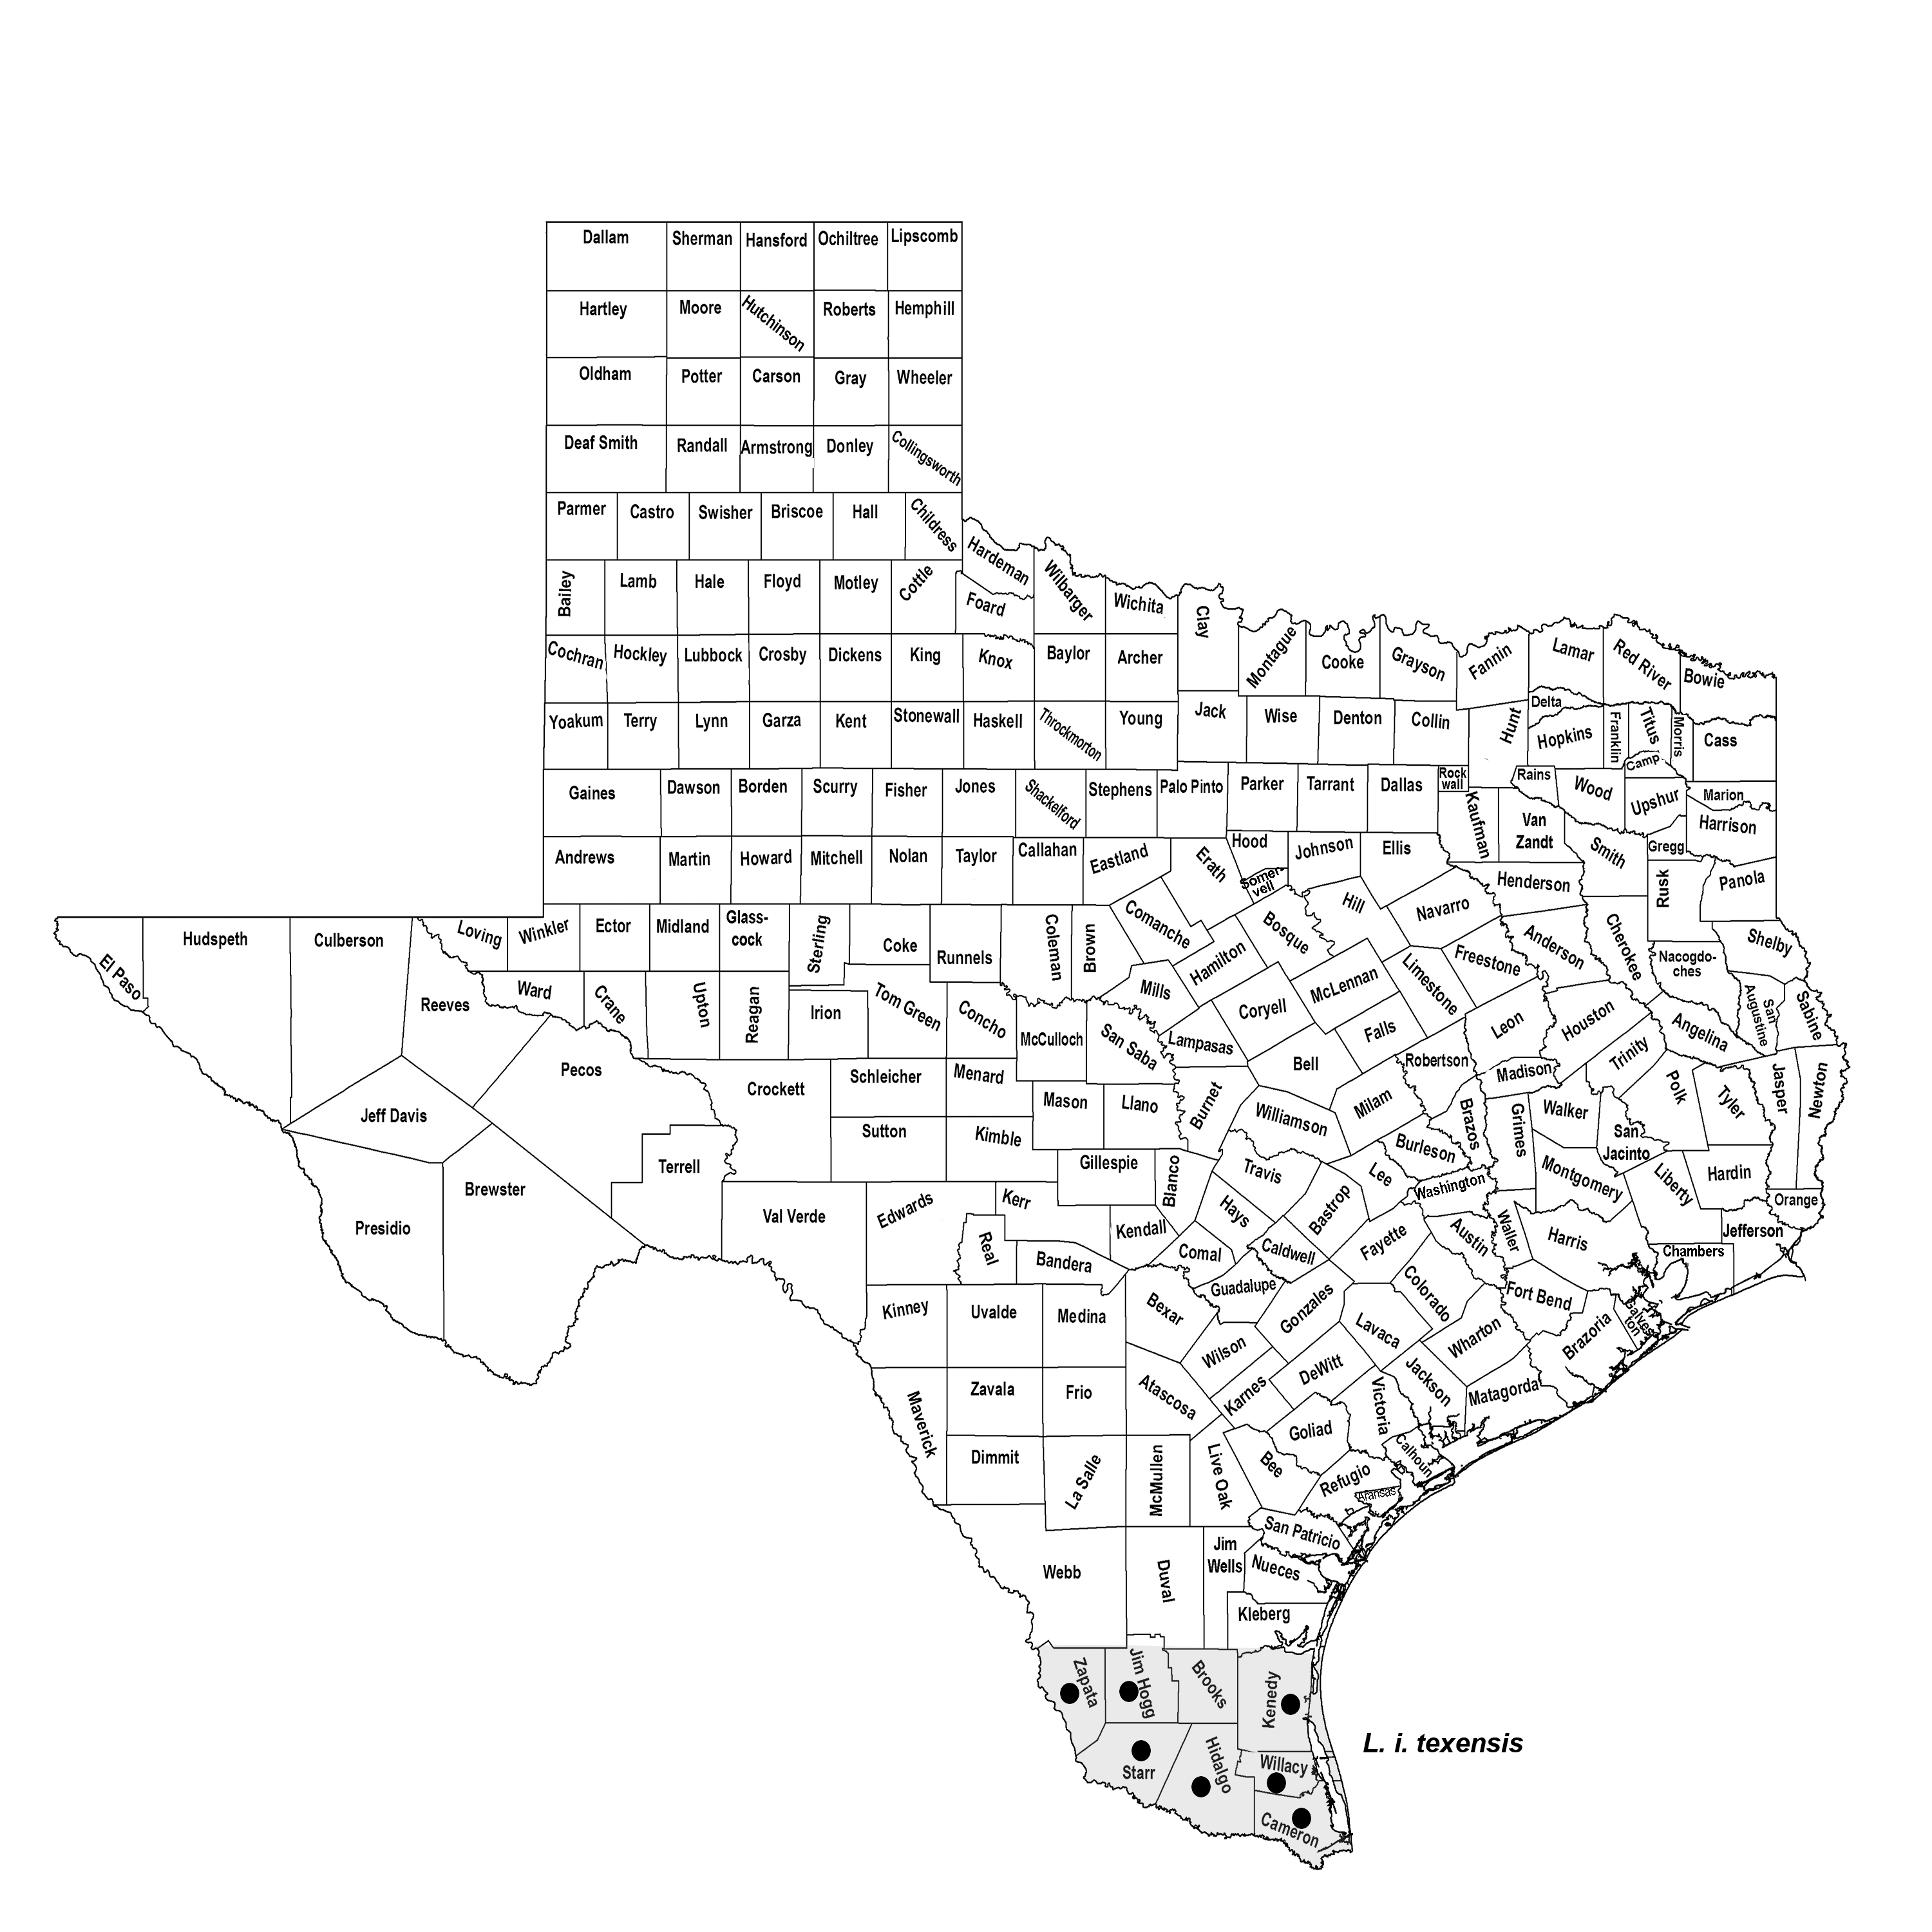 Dallam
Sherman
Hansford
Ochiltree
Lipscomb
Hartley
Moore
Hutchinson
Roberts
Hemphill
Oldham
Potter
Carson
Gray
Wheeler
Deaf Smith
Randall
Armstrong
Donley
Collingsworth
Parmer
Castro
Swisher
Briscoe
Hall
Childress
Hardeman
Bailey
Lamb
Hale
Floyd
Motley
Cottle
Foard
Wilbarger
Wichita
Clay
Montague
Cooke
Grayson
Fannin
Lamar
Red River
Bowie
Cochran
Hockley
Lubbock
Crosby
Dickens
King
Knox
Baylor
Archer
Yoakum
Terry
Lynn
Garza
Kent
Stonewall
Haskell
Throckmorton
Young
Jack
Wise
Denton
Collin
Hunt
Delta
Hopkins
Franklin
Titus
Morris
Cass
Camp
Gaines
Dawson
Borden
Scurry
Fisher
Jones
Shackelford
Stephens
Palo Pinto
Parker
Tarrant
Dallas
Rock
wall
Kaufman
Rains
Wood
Upshur
Marion
Harrison
Van
Zandt
Andrews
Martin
Howard
Mitchell
Nolan
Taylor
Callahan
Eastland
Erath
Hood
Somer-
vell
Johnson
Ellis
Henderson
Smith
Gregg
Rusk
Panola
El Paso
Hudspeth
Culberson
Loving
Winkler
Ector
Midland
Glass-
cock
Sterling
Coke
Runnels
Coleman
Brown
Comanche
Hamilton
Bosque
Hill
Navarro
Freestone
Anderson
Cherokee
Nacogdo-
ches
Shelby
Reeves
Ward
Crane
Upton
Reagan
Irion
Tom Green
Concho
McCulloch
San Saba
Mills
Lampasas
Coryell
McLennan
Limestone
Falls
Leon
Houston
Trinity
Angelina
San
Augustine
Sabine
Jeff Davis
Pecos
Crockett
Schleicher
Menard
Mason
Llano
Burnet
Bell
Williamson
Milam
Robertson
Brazos
Madison
Grimes
Walker
San
Jacinto
Polk
Tyler
Jasper
Newton
Presidio
Brewster
Terrell
Val Verde
Sutton
Kimble
Edwards
Kerr
Gillespie
Blanco
Kendall
Real
Bandera
Hays
Travis
Comal
Caldwell
Bastrop
Lee
Burleson
Washington
Fayette
Austin
Waller
Montgomery
Harris
Liberty
Hardin
Orange
Jefferson
Chambers
Kinney
Uvalde
Medina
Bexar
Guadalupe
Gonzales
Wilson
Lavaca
Colorado
Wharton
Fort Bend
Brazoria
Galves-
ton
Maverick
Zavala
Frio
Atascosa
Karnes
DeWitt
Victoria
Jackson
Matagorda
Dimmit
La Salle
McMullen
Live Oak
Bee
Goliad
Refugio
Calhoun
Aransas
San Patricio
Webb
Duval
Jim
Wells
Nueces
Kleberg
Zapata
Jim Hogg
Brooks
Kenedy
Starr
Hidalgo
Willacy
Cameron
L. i. texensis